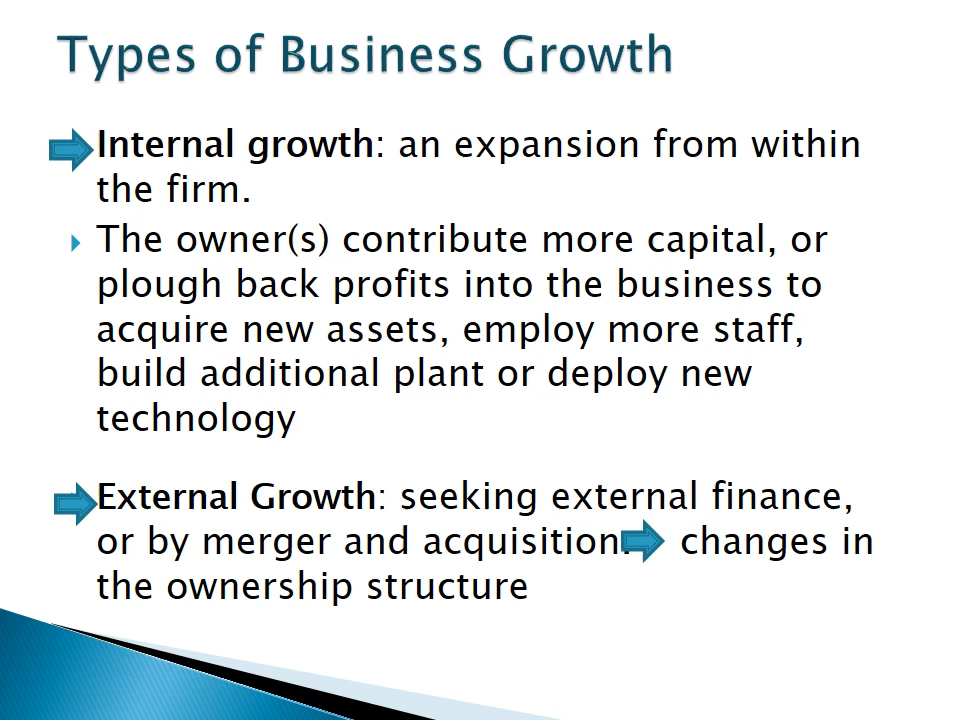 Types of Business Growth
Internal growth: an expansion from within
the firm.
The owner(s) contribute more capital, or
plough back profits into the business to
acquire new assets, employ more staff,
build additional plant or deploy new
technology
External Growth: seeking external finance,
or by merger and acquisition. changes in
the ownership structure